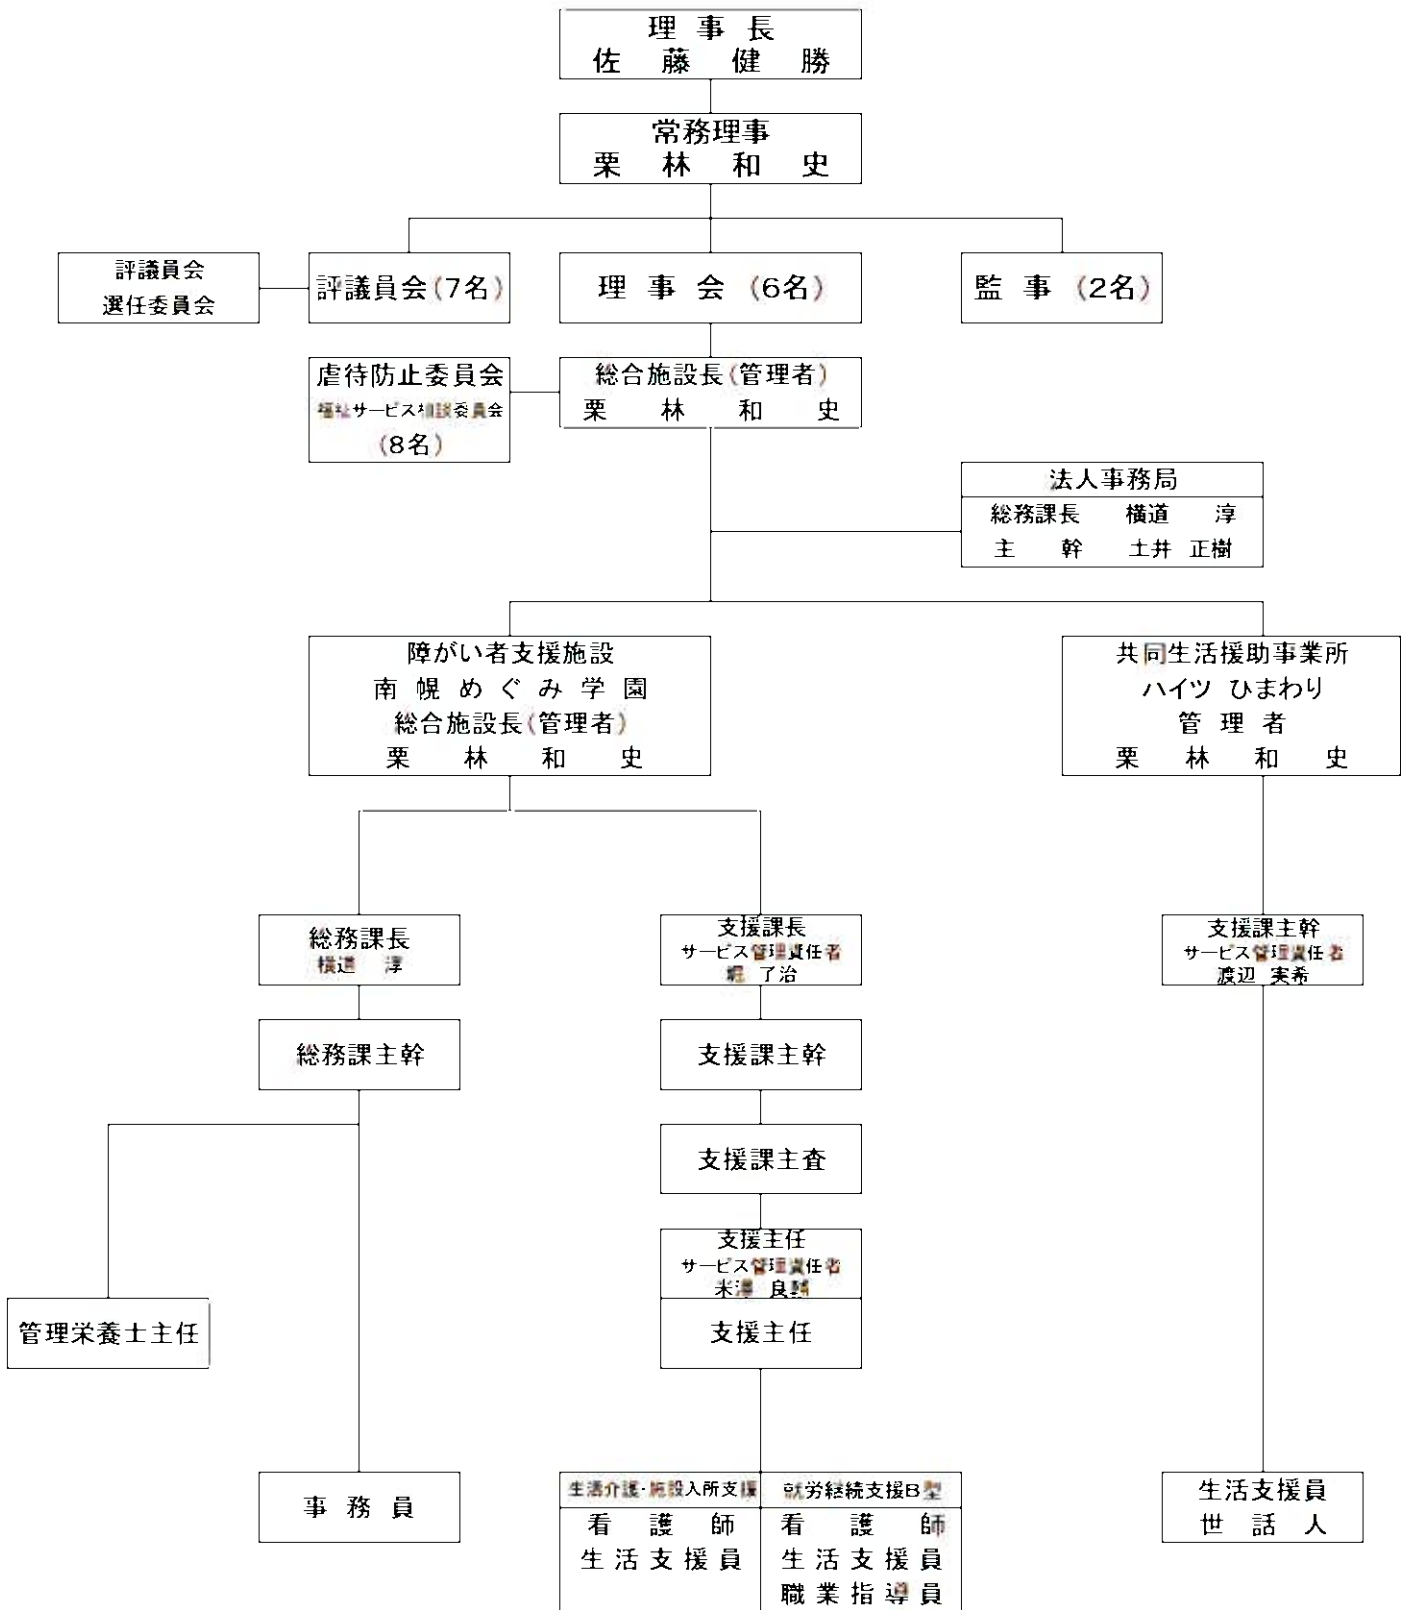 理事長
佐藤健勝
常務理事
栗林和史
評議員会
選任委員会
評議員会(7名)
理事会(6名)
監事(2名)
虐待防止委員会
福祉サービス相談委員会
(8名)
総合施設長(管理者)
栗林和史
法人事務局
総務課長 横道 淳
主幹 土井 正樹
障がい者支援施設
南幌めぐみ学園
総合施設長(管理者)
栗林和史
共同生活援助事業所
ハイツ ひまわり
管理者
栗林和史
総務課長
横道 淳
支援課長
サービス管理責任者
堀 了治
支援課主幹
サービス管理責任者
渡辺 実希
総務課主幹
支援課主幹
支援課主査
支援主任
サービス管理責任者
米澤 良輔
支援主任
管理栄養士主任
事務員
生活介護・施設入所支援
看護師
生活支援員
就労継続支援B型
看護師
生活支援員
職業指導員
生活支援員
世話人